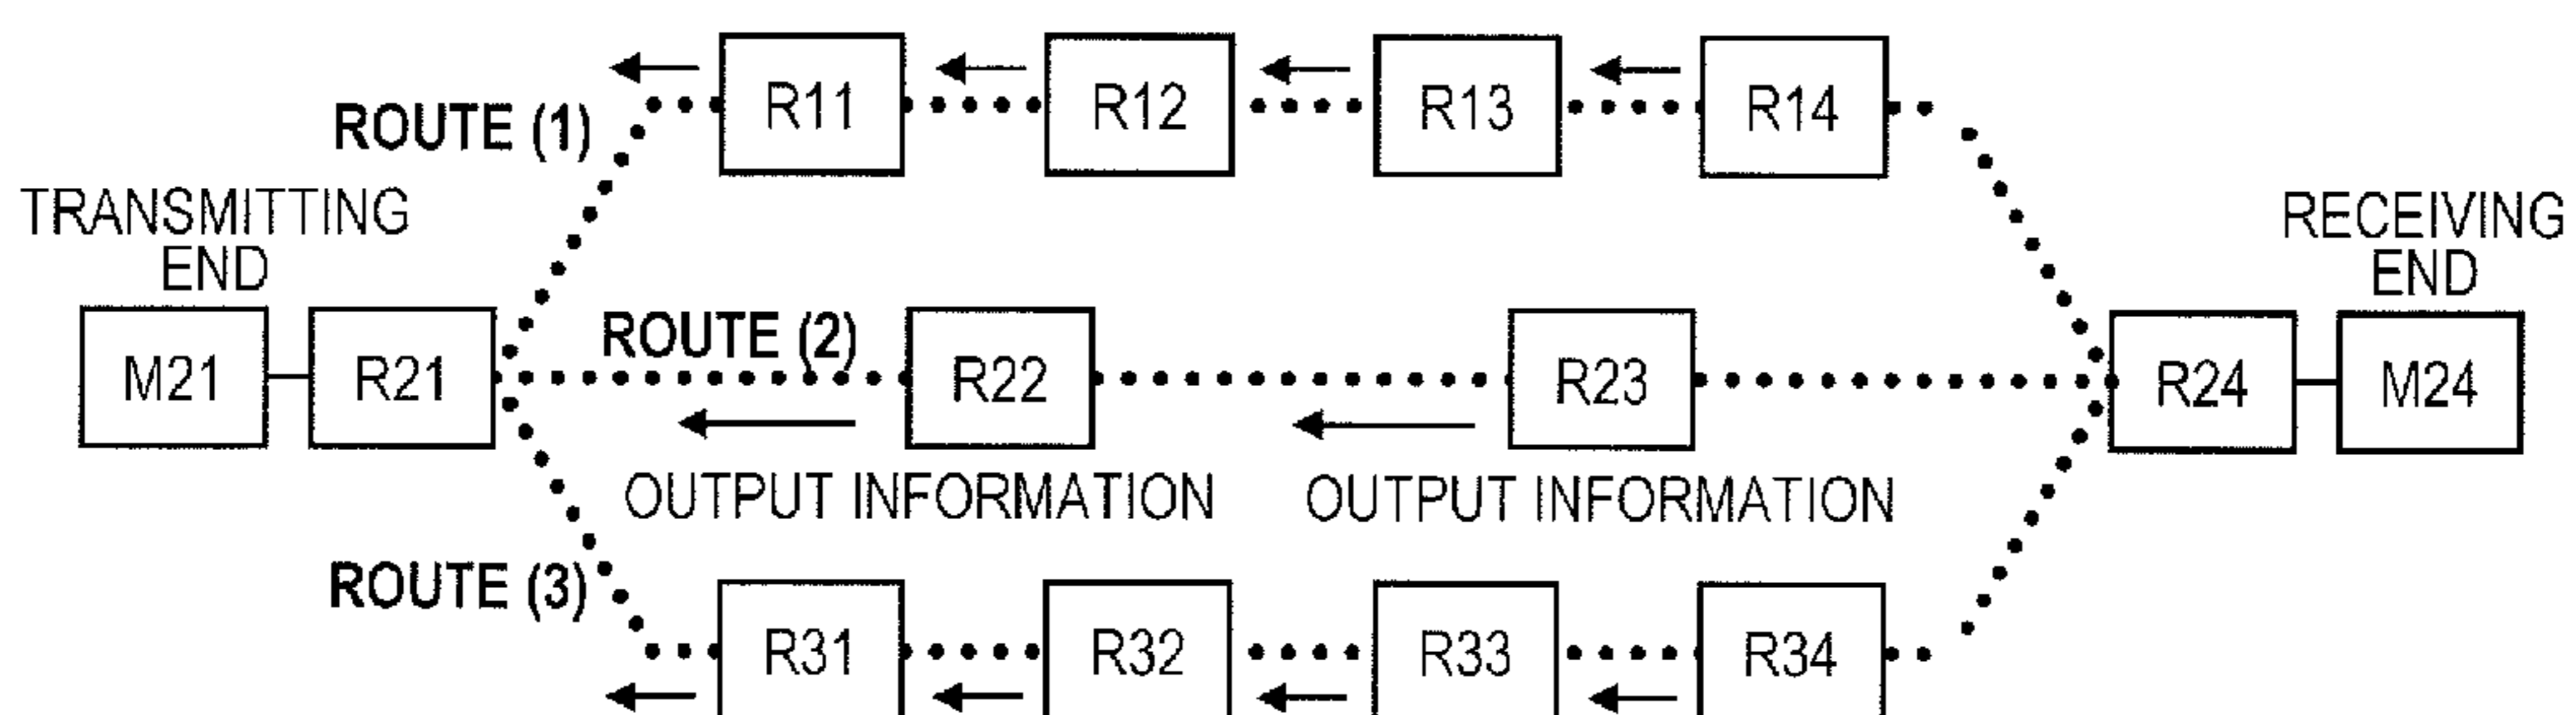 R11
R12
R13
R14
ROUTE (1)
TRANSMITTING
END
RECEIVING
END
M21
R21
ROUTE (2)
R22
R23
R24
M24
OUTPUT INFORMATION
OUTPUT INFORMATION
ROUTE (3)
R31
R32
R33
R34